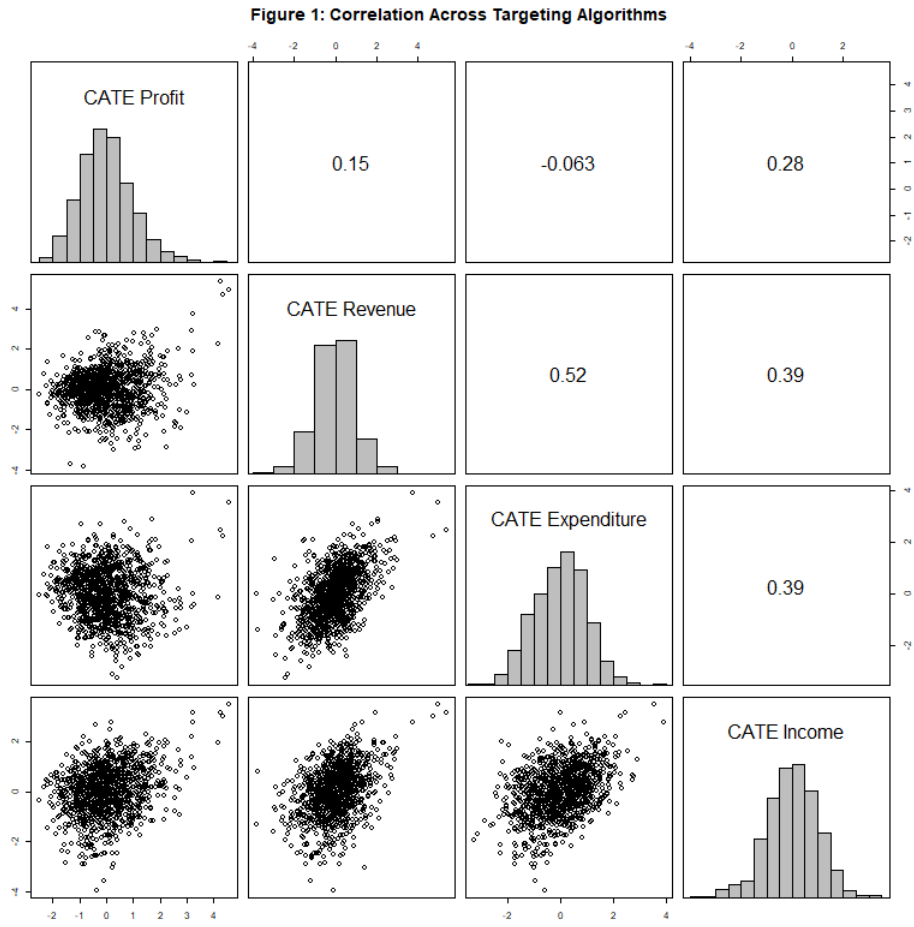 Figure 1: Correlation Across Targeting Algorithms
-4 -2 0 2 4
-4 -2 0 2
CATE Profit
0.15
-0.063
0.28
4
3
2
1
0
-1
-2
4
2
0
-2
-4
CATE Revenue
0.52
0.39
CATE Expenditure
0.39
4
2
0
-2
2
0
-2
-4
CATE Income
-2 -1 0 1 2 3 4
-2 0 2 4